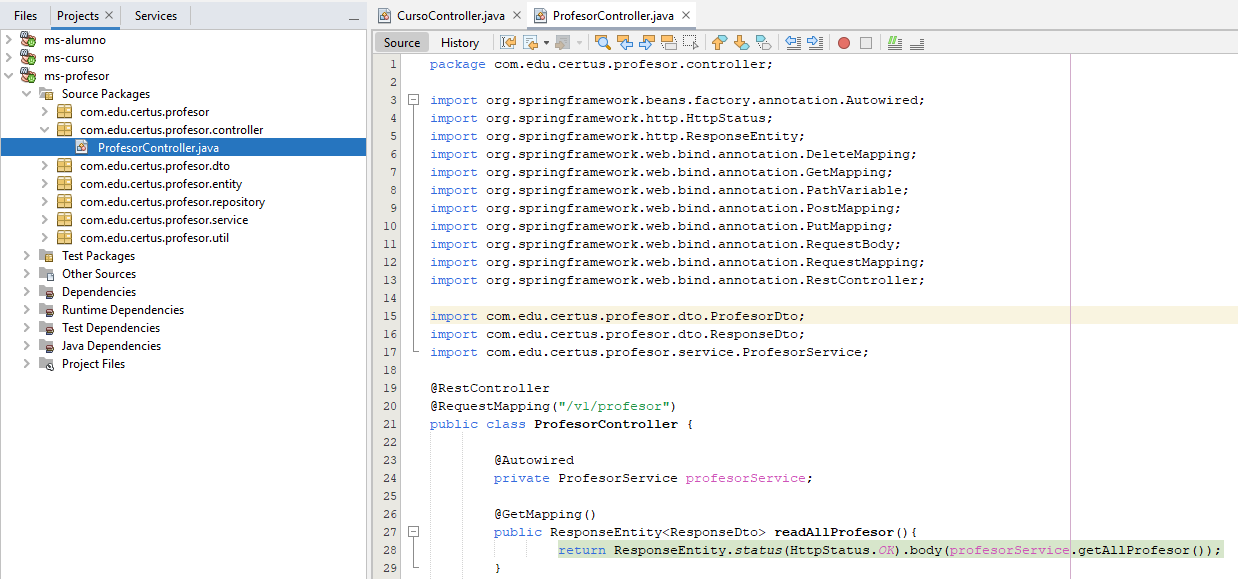 Files
Projects
Services
ms-alumno
ms-curso
ms-profesor
Source Packages
com.edu.certus.profesor
com.edu.certus.profesor.controller
ProfesorController.java
com.edu.certus.profesor.dto
com.edu.certus.profesor.entity
com.edu.certus.profesor.repository
com.edu.certus.profesor.service
com.edu.certus.profesor.util
Test Packages
Other Sources
Dependencies
Runtime Dependencies
Test Dependencies
Java Dependencies
Project Files
CursoController.java
ProfesorController.java
Source
History
1 package com.edu.certus.profesor.controller;
2
3 import org.springframework.beans.factory.annotation.Autowired;
4 import org.springframework.http.HttpStatus;
5 import org.springframework.http.ResponseEntity;
6 import org.springframework.web.bind.annotation.DeleteMapping;
7 import org.springframework.web.bind.annotation.GetMapping;
8 import org.springframework.web.bind.annotation.PathVariable;
9 import org.springframework.web.bind.annotation.PostMapping;
10 import org.springframework.web.bind.annotation.PutMapping;
11 import org.springframework.web.bind.annotation.RequestBody;
12 import org.springframework.web.bind.annotation.RequestMapping;
13 import org.springframework.web.bind.annotation.RestController;
14
15 import com.edu.certus.profesor.dto.ProfesorDto;
16 import com.edu.certus.profesor.dto.ResponseDto;
17 import com.edu.certus.profesor.service.ProfesorService;
18
19 @RestController
20 @RequestMapping("/v1/profesor")
21 public class ProfesorController {
22
23 @Autowired
24 private ProfesorService profesorService;
25
26 @GetMapping()
27 public ResponseEntity<ResponseDto> readAllProfesor(){
28 return ResponseEntity.status(HttpStatus.OK).body(profesorService.getAllProfesor());
29 }